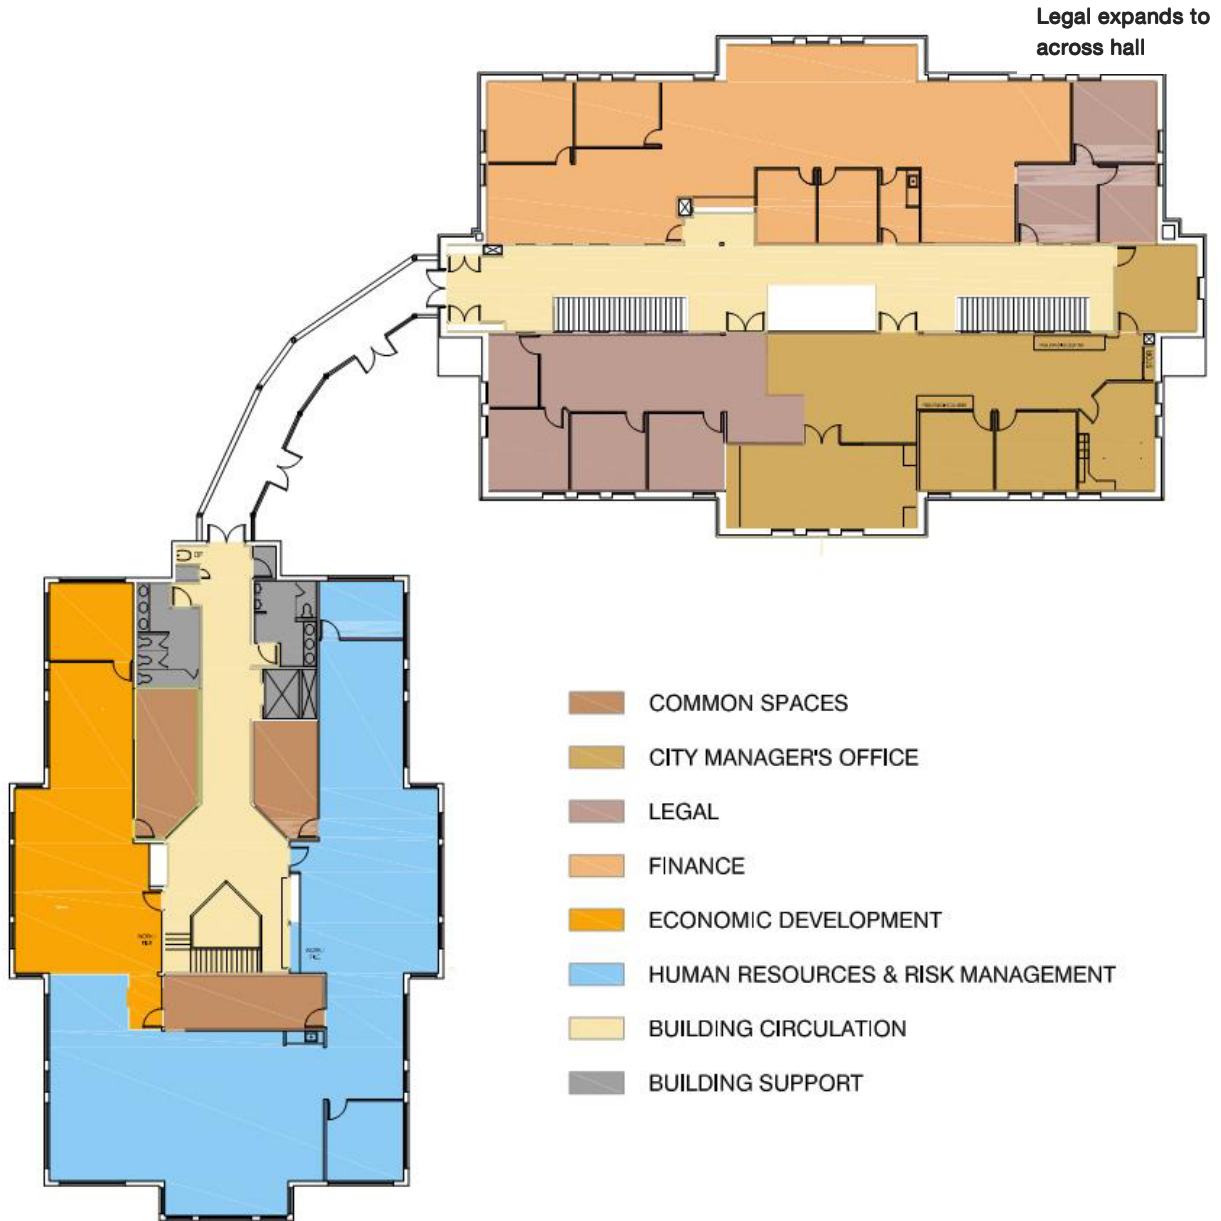 Legal expands to
across hall
STOR
COMMON SPACES
CITY MANAGER'S OFFICE
LEGAL
FINANCE
ECONOMIC DEVELOPMENT
HUMAN RESOURCES & RISK MANAGEMENT
BUILDING CIRCULATION
BUILDING SUPPORT